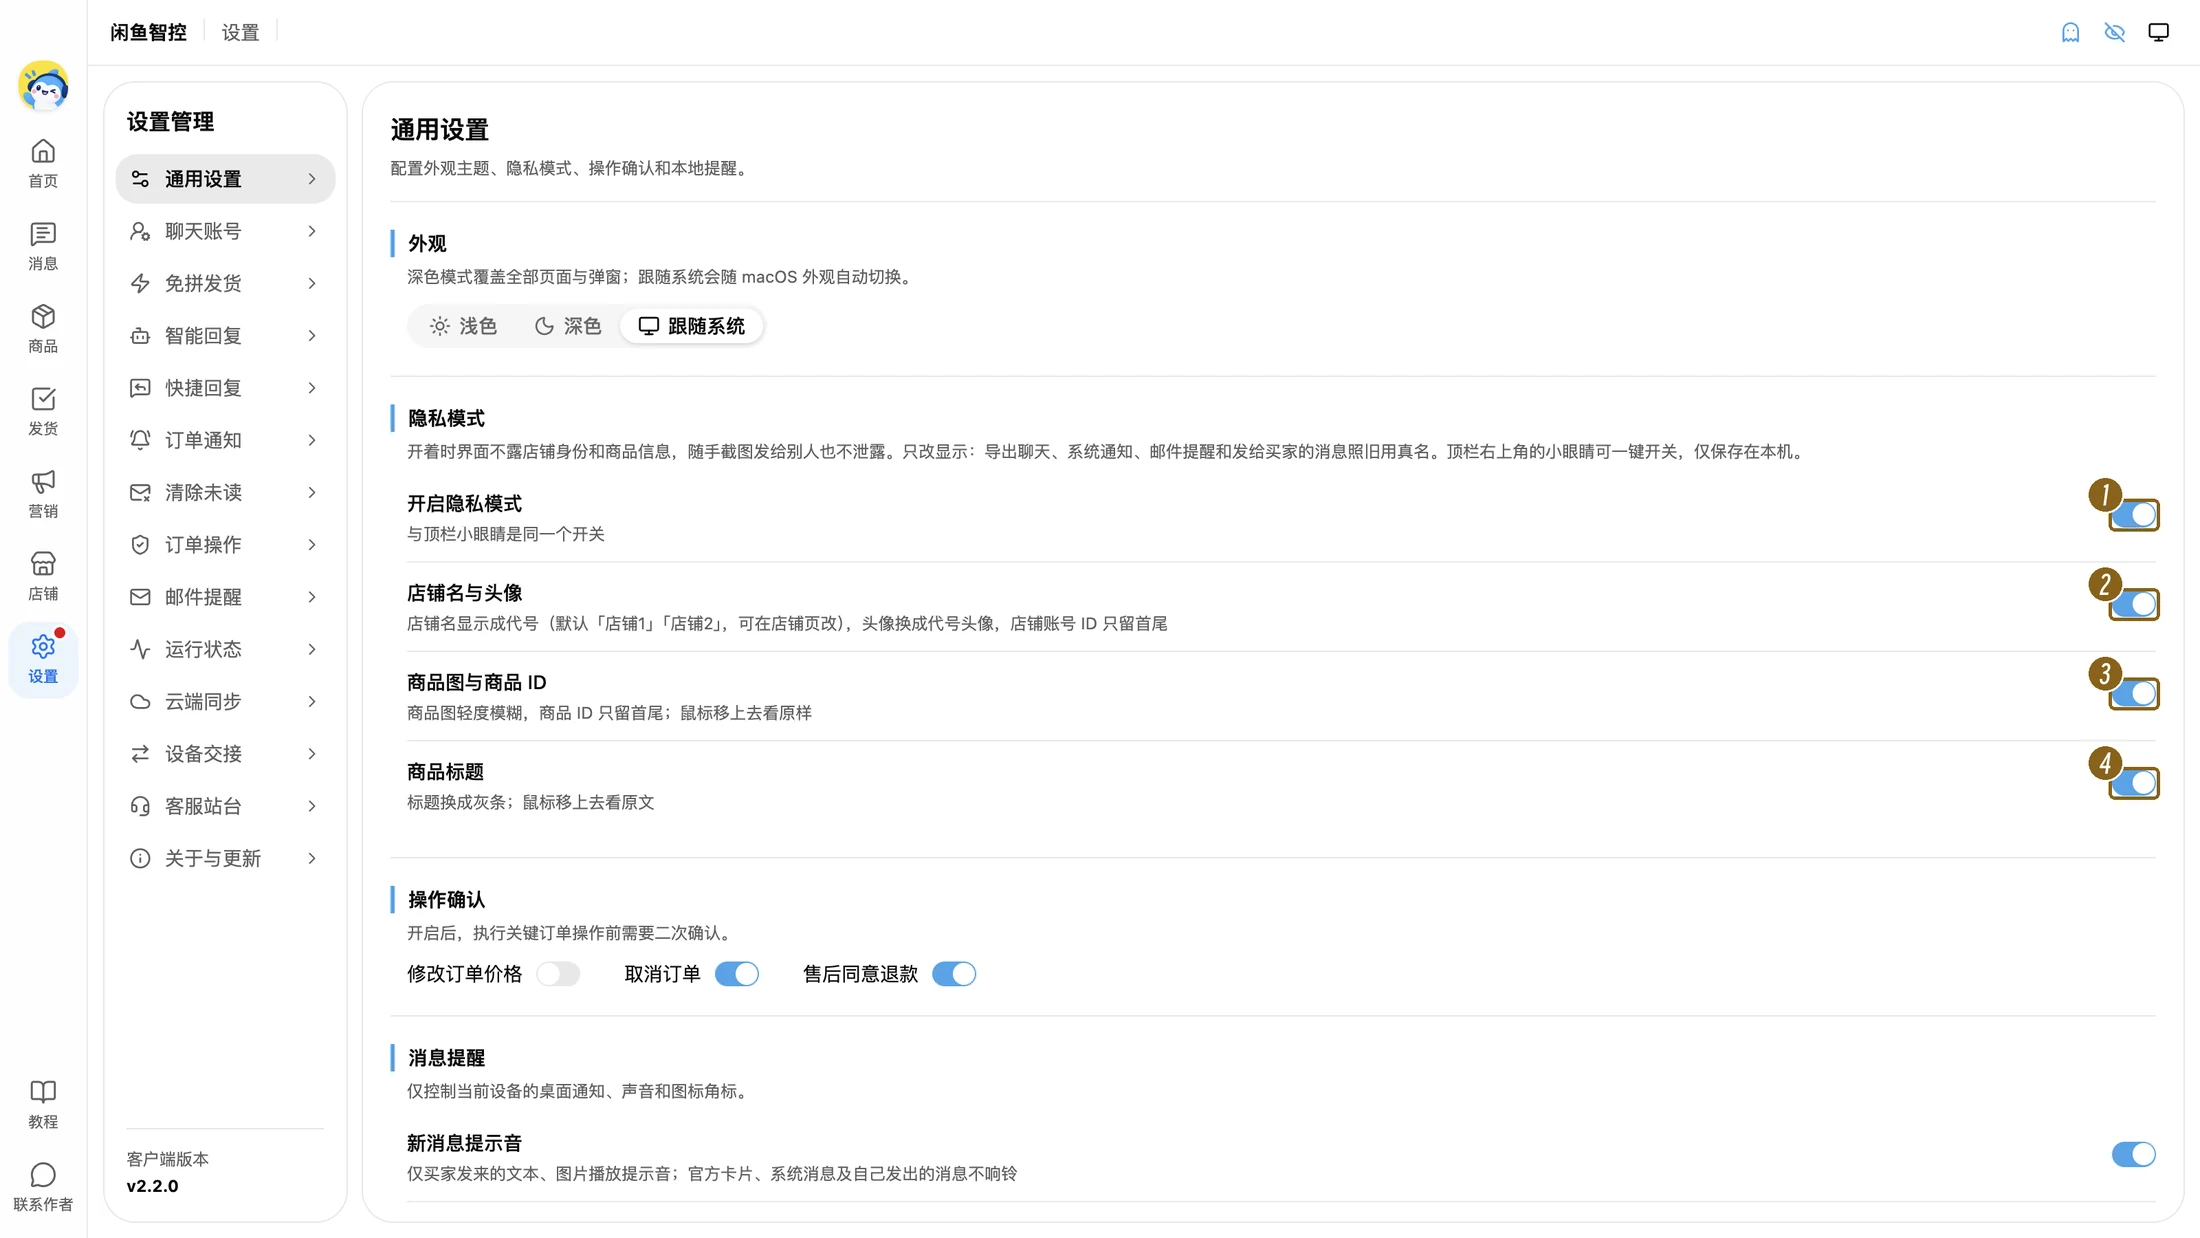 闲鱼智控
设置
首页
消息
商品
发货
营销
店铺
设置
教程
联系作者
设置管理
通用设置
聊天账号
免拼发货
智能回复
快捷回复
订单通知
清除未读
订单操作
邮件提醒
运行状态
云端同步
设备交接
客服站台
关于与更新
客户端版本
v2.2.0
通用设置
配置外观主题、隐私模式、操作确认和本地提醒。
外观
深色模式覆盖全部页面与弹窗；跟随系统会随 macOS 外观自动切换。
浅色 深色 跟随系统
隐私模式
开着时界面不露店铺身份和商品信息，随手截图发给别人也不泄露。只改显示：导出聊天、系统通知、邮件提醒和发给买家的消息照旧用真名。顶栏右上角的小眼睛可一键开关，仅保存在本机。
开启隐私模式
与顶栏小眼睛是同一个开关
1
店铺名与头像
店铺名显示成代号（默认「店铺1」「店铺2」，可在店铺页改），头像换成代号头像，店铺账号 ID 只留首尾
2
商品图与商品 ID
商品图轻度模糊，商品 ID 只留首尾；鼠标移上去看原样
3
商品标题
标题换成灰条；鼠标移上去看原文
4
操作确认
开启后，执行关键订单操作前需要二次确认。
修改订单价格 取消订单 售后同意退款
消息提醒
仅控制当前设备的桌面通知、声音和图标角标。
新消息提示音
仅买家发来的文本、图片播放提示音；官方卡片、系统消息及自己发出的消息不响铃